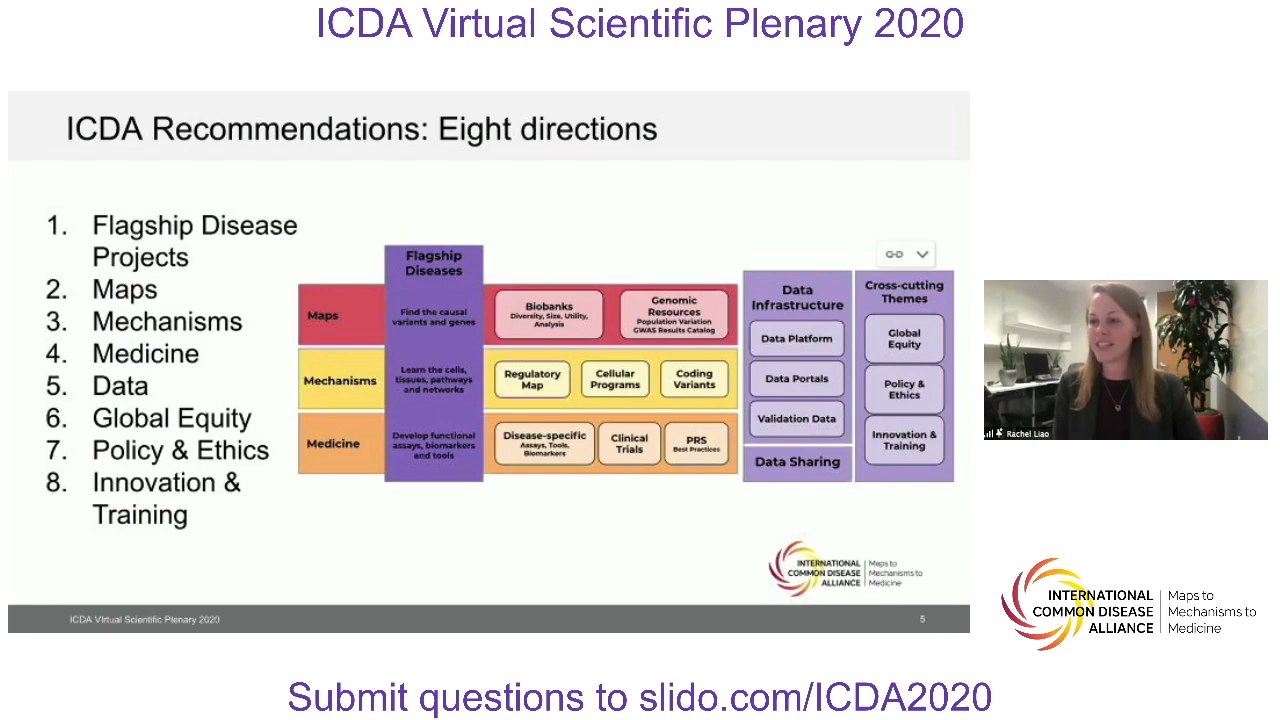 ICDA Virtual Scientific Plenary 2020
ICDA Recommendations: Eight directions
1. Flagship Disease
Projects
2. Maps
3. Mechanisms
4. Medicine
5. Data
6. Global Equity
7. Policy & Ethics
8. Innovation &
Training
Flagship
Diseases
Maps
Find the causal
variants and genes
Biobanks
Diversity, Size, Utility,
Analysis
Genomic
Resources
Population Variation
GWAS Results Catalog
Mechanisms
Learn the cells,
tissues, pathways
and networks
Regulatory
Map
Cellular
Programs
Coding
Variants
Medicine
Develop functional
assays, biomarkers
and tools
Disease-specific
Assays, Tools,
Biomarkers
Clinical
Trials
PRS
Best Practices
Data
Infrastructure
Data Platform
Data Portals
Validation Data
Data Sharing
Cross-cutting
Themes
Global
Equity
Policy &
Ethics
Innovation &
Training
INTERNATIONAL
COMMON DISEASE
ALLIANCE
Maps to
Mechanisms to
Medicine
ICDA VIrtual Scientific Plenary 2020
5
Rachel Liao
INTERNATIONAL
COMMON DISEASE
ALLIANCE
Maps to
Mechanisms to
Medicine
Submit questions to slido.com/ICDA2020